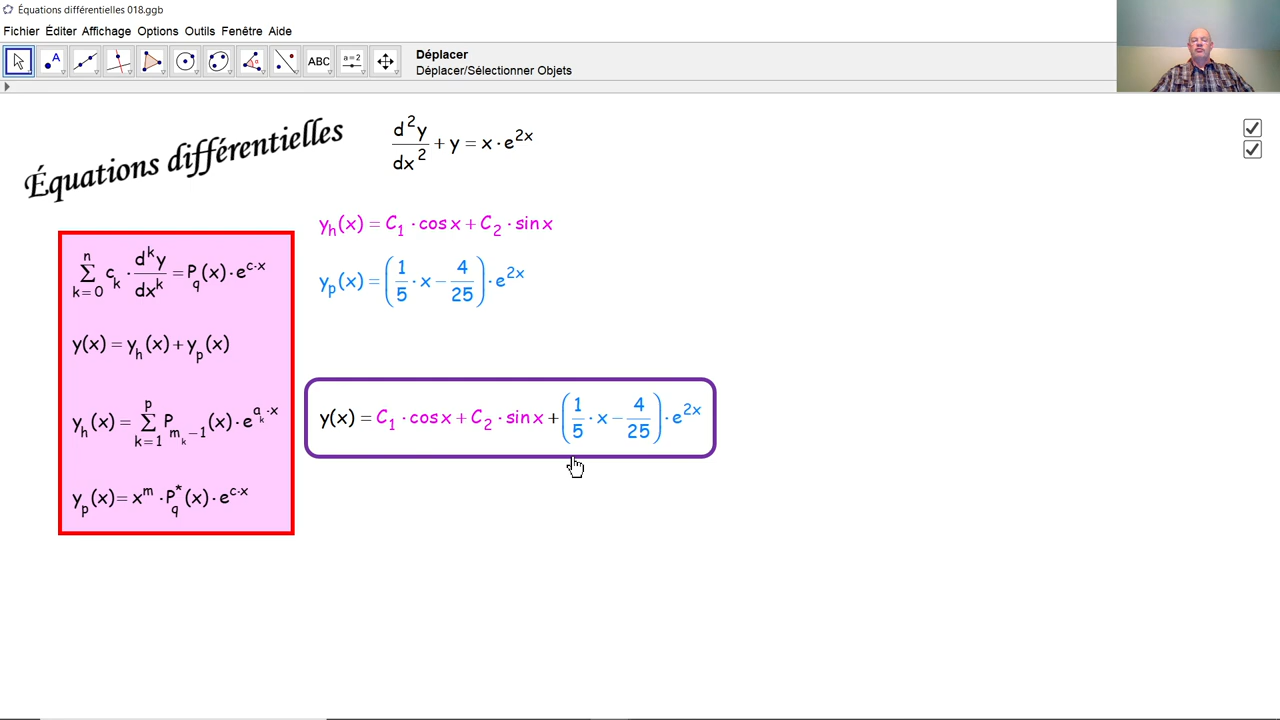 Équations différentielles 018.ggb
Fichier Éditer Affichage Options Outils Fenêtre Aide
A ABC a=2
Déplacer
Déplacer/Sélectionner Objets
Équations différentielles
d²y/dx² + y = x · e^(2x)
y_h(x) = C₁ · cos x + C₂ · sin x
y_p(x) = (1/5 · x − 4/25) · e^(2x)
∑_(k=0)^n c_k · d^k y/dx^k = P_q(x) · e^(c·x)
y(x) = y_h(x) + y_p(x)
y_h(x) = ∑_(k=1)^p P_(m_k−1)(x) · e^(a_k·x)
y_p(x) = x^m · P*_q(x) · e^(c·x)
y(x) = C₁ · cos x + C₂ · sin x + (1/5 · x − 4/25) · e^(2x)